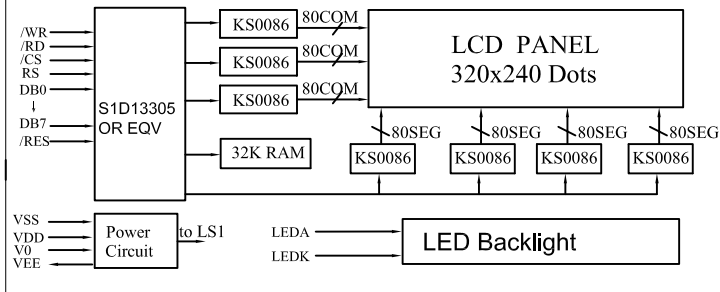 /WR
/RD
/CS
RS
DB0
↓
DB7
/RES
S1D13305
OR EQV
KS0086
80COM
KS0086
80COM
KS0086
80COM
32K RAM
LCD PANEL
320x240 Dots
80SEG
80SEG
80SEG
80SEG
KS0086
KS0086
KS0086
KS0086
VSS
VDD
V0
VEE
Power
Circuit
to LS1
LEDA
LEDK
LED Backlight